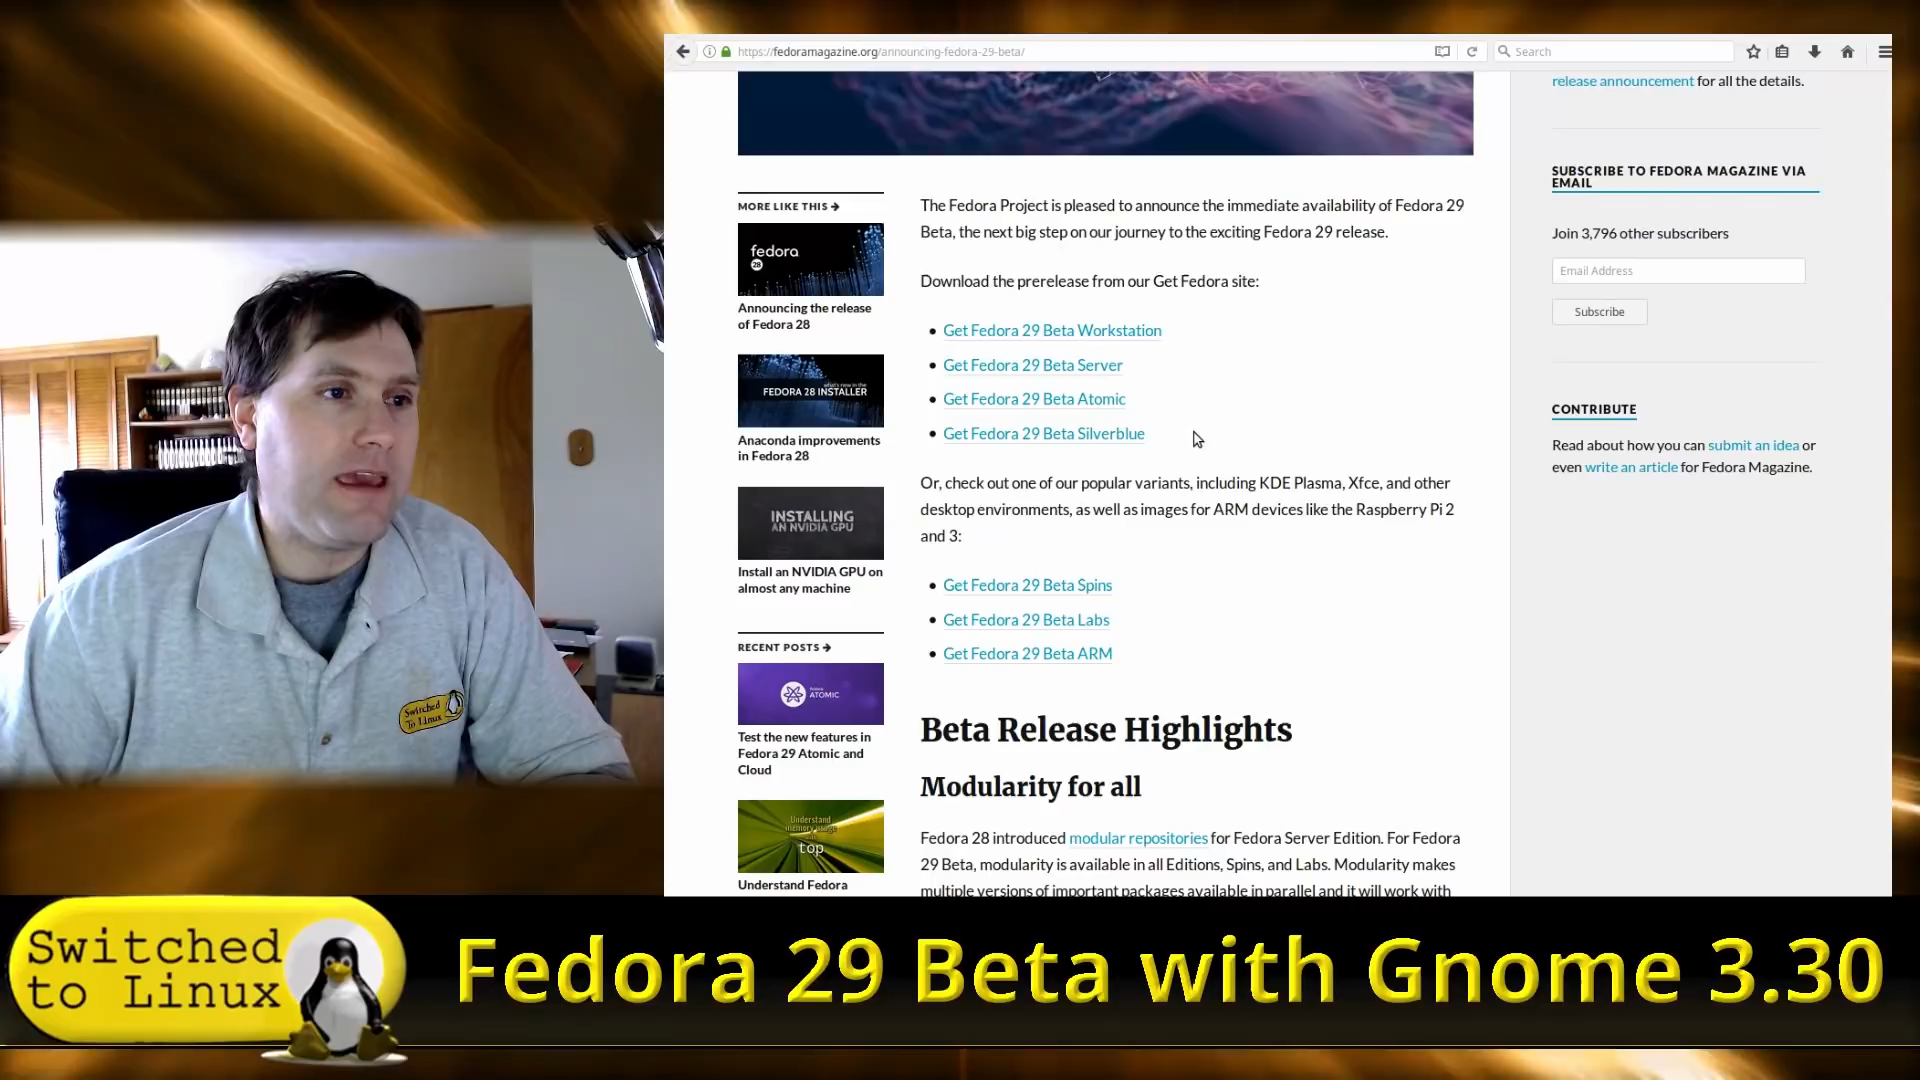 https://fedoramagazine.org/announcing-fedora-29-beta/
Search
release announcement for all the details.
SUBSCRIBE TO FEDORA MAGAZINE VIA
EMAIL
Join 3,796 other subscribers
Email Address
Subscribe
CONTRIBUTE
Read about how you can submit an idea or
even write an article for Fedora Magazine.
MORE LIKE THIS →
fedora
28
Announcing the release
of Fedora 28
what's new in the
FEDORA 28 INSTALLER
Anaconda improvements
in Fedora 28
INSTALLING
AN NVIDIA GPU
Install an NVIDIA GPU on
almost any machine
RECENT POSTS →
ATOMIC
Test the new features in
Fedora 29 Atomic and
Cloud
Understand
memory usage
top
Understand Fedora
The Fedora Project is pleased to announce the immediate availability of Fedora 29
Beta, the next big step on our journey to the exciting Fedora 29 release.
Download the prerelease from our Get Fedora site:
• Get Fedora 29 Beta Workstation
• Get Fedora 29 Beta Server
• Get Fedora 29 Beta Atomic
• Get Fedora 29 Beta Silverblue
Or, check out one of our popular variants, including KDE Plasma, Xfce, and other
desktop environments, as well as images for ARM devices like the Raspberry Pi 2
and 3:
• Get Fedora 29 Beta Spins
• Get Fedora 29 Beta Labs
• Get Fedora 29 Beta ARM
Beta Release Highlights
Modularity for all
Fedora 28 introduced modular repositories for Fedora Server Edition. For Fedora
29 Beta, modularity is available in all Editions, Spins, and Labs. Modularity makes
multiple versions of important packages available in parallel and it will work with
Switched
To Linux
Switched
to Linux
Fedora 29 Beta with Gnome 3.30